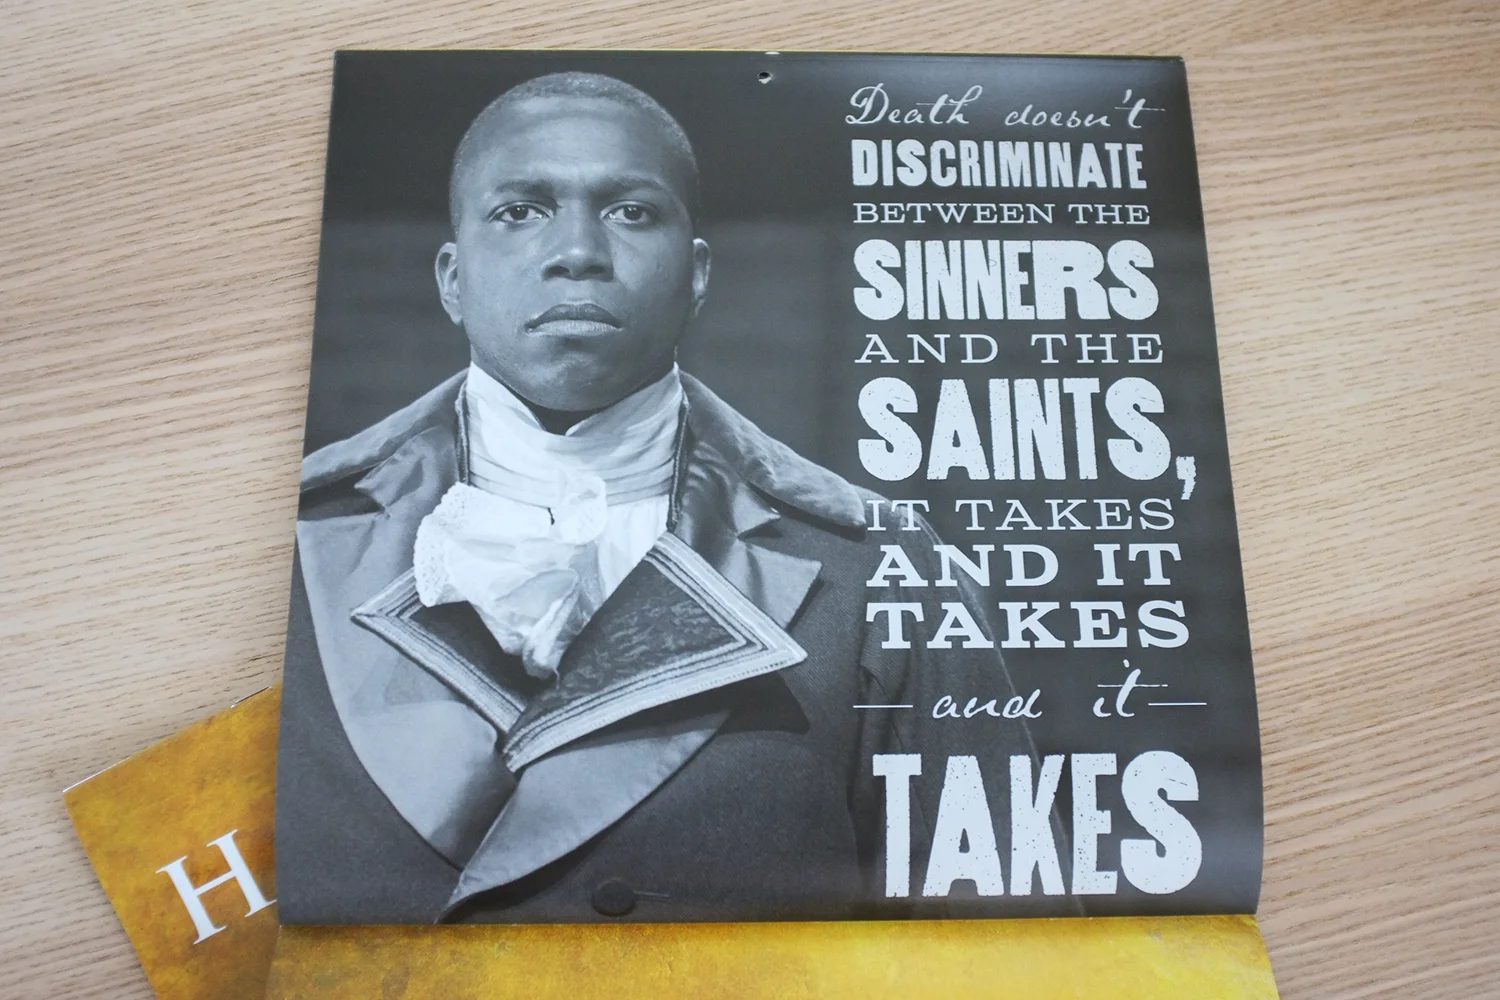 Death doesn't
DISCRIMINATE
BETWEEN THE
SINNERS
AND THE
SAINTS,
IT TAKES
AND IT
TAKES
and it
TAKES
H